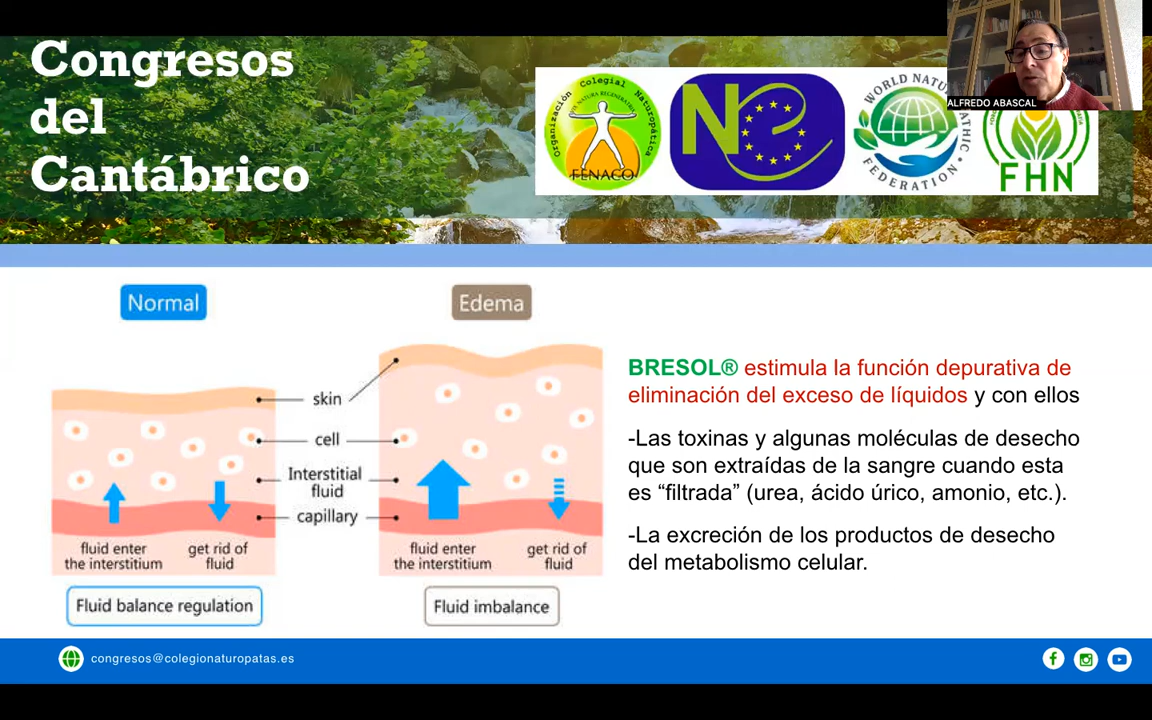 Congresos
del
Cantábrico
Organización Colegial Naturopática
FENACO
Ne
WORLD NATUROPATHIC
FEDERATION
FHN
ALFREDO ABASCAL
Normal
Edema
skin
cell
Interstitial
fluid
capillary
fluid enter
the interstitium
get rid of
fluid
fluid enter
the interstitium
get rid of
fluid
Fluid balance regulation
Fluid imbalance
BRESOL® estimula la función depurativa de
eliminación del exceso de líquidos y con ellos
-Las toxinas y algunas moléculas de desecho
que son extraídas de la sangre cuando esta
es “filtrada” (urea, ácido úrico, amonio, etc.).
-La excreción de los productos de desecho
del metabolismo celular.
congresos@colegionaturopatas.es